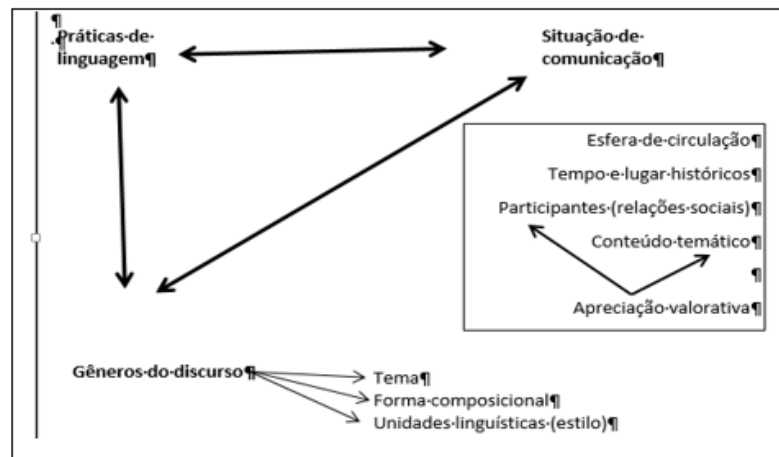 ¶
·¶
Práticas·de·
linguagem¶
Situação·de·
comunicação¶
Esfera·de·circulação¶
Tempo·e·lugar·históricos¶
Participantes·(relações·sociais)¶
Conteúdo·temático¶
¶
Apreciação·valorativa¶
Gêneros·do·discurso¶
Tema¶
Forma·composicional¶
Unidades·linguísticas·(estilo)¶